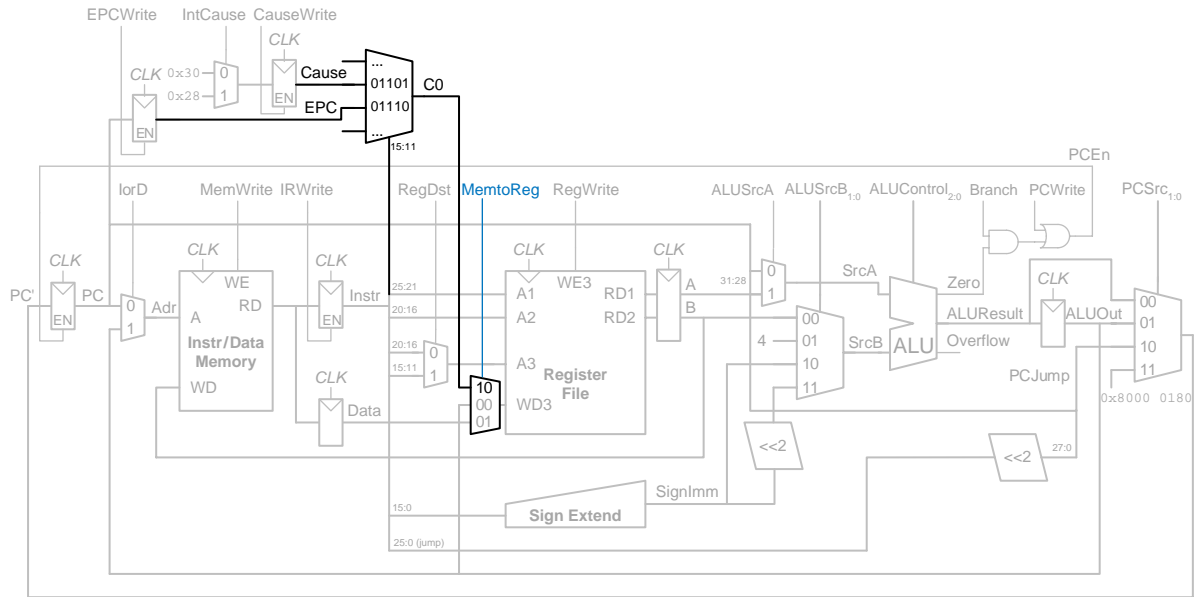 EPCWrite IntCause CauseWrite
CLK
CLK 0x30 0 Cause ... C0
0x28 1 EN 01101
EPC 01110
EN ...
15:11
PCEn
IorD MemWrite IRWrite RegDst MemtoReg RegWrite ALUSrcA ALUSrcB1:0 ALUControl2:0 Branch PCWrite PCSrc1:0
CLK CLK CLK CLK CLK CLK
PC' PC 0 Adr WE RD Instr 25:21 WE3 A1 RD1 A 31:28 0 SrcA Zero 00
EN 1 A EN 20:16 A2 RD2 B 1 00 ALUResult ALUOut 01
Instr/Data Memory 20:16 0 A3 4 01 SrcB ALU Overflow 10
15:11 1 10 PCJump 11
WD Data 10 Register File 11 0x8000 0180
CLK 00 WD3
01
<<2 <<2 27:0
SignImm
15:0 Sign Extend
25:0 (jump)